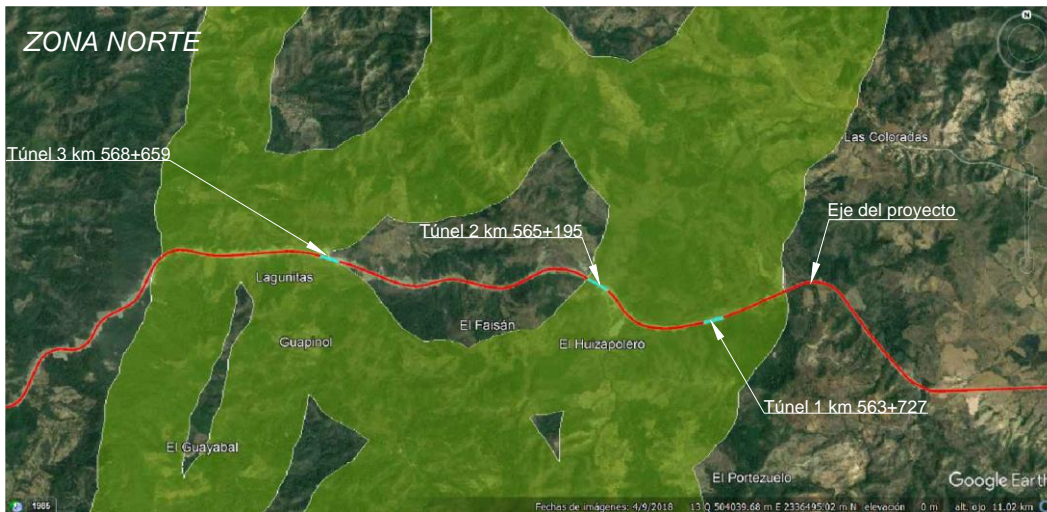 ZONA NORTE
Las Coloradas
Túnel 3 km 568+659
Eje del proyecto
Túnel 2 km 565+195
Lagunitas
El Faisán
Guapinol
El Huizapolero
Túnel 1 km 563+727
El Guayabal
El Portezuelo
Google Earth
1985
Fechas de imágenes: 4/9/2018 13 Q 504039.68 m E 2336495.02 m N elevación 0 m alt. ojo 11.02 km
N